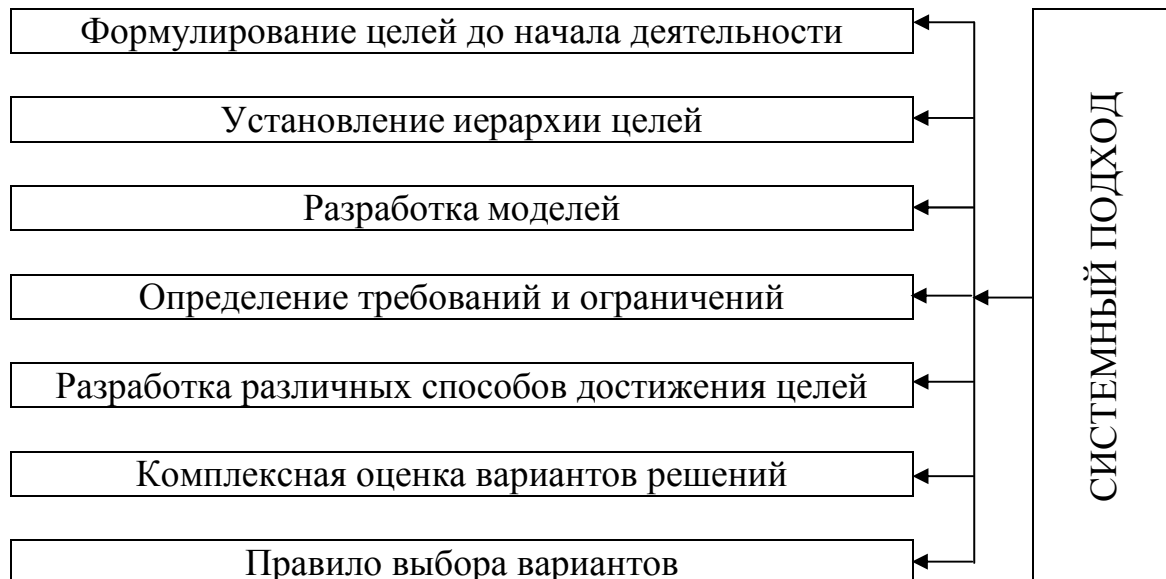 Формулирование целей до начала деятельности
Установление иерархии целей
Разработка моделей
Определение требований и ограничений
Разработка различных способов достижения целей
Комплексная оценка вариантов решений
Правило выбора вариантов
СИСТЕМНЫЙ ПОДХОД